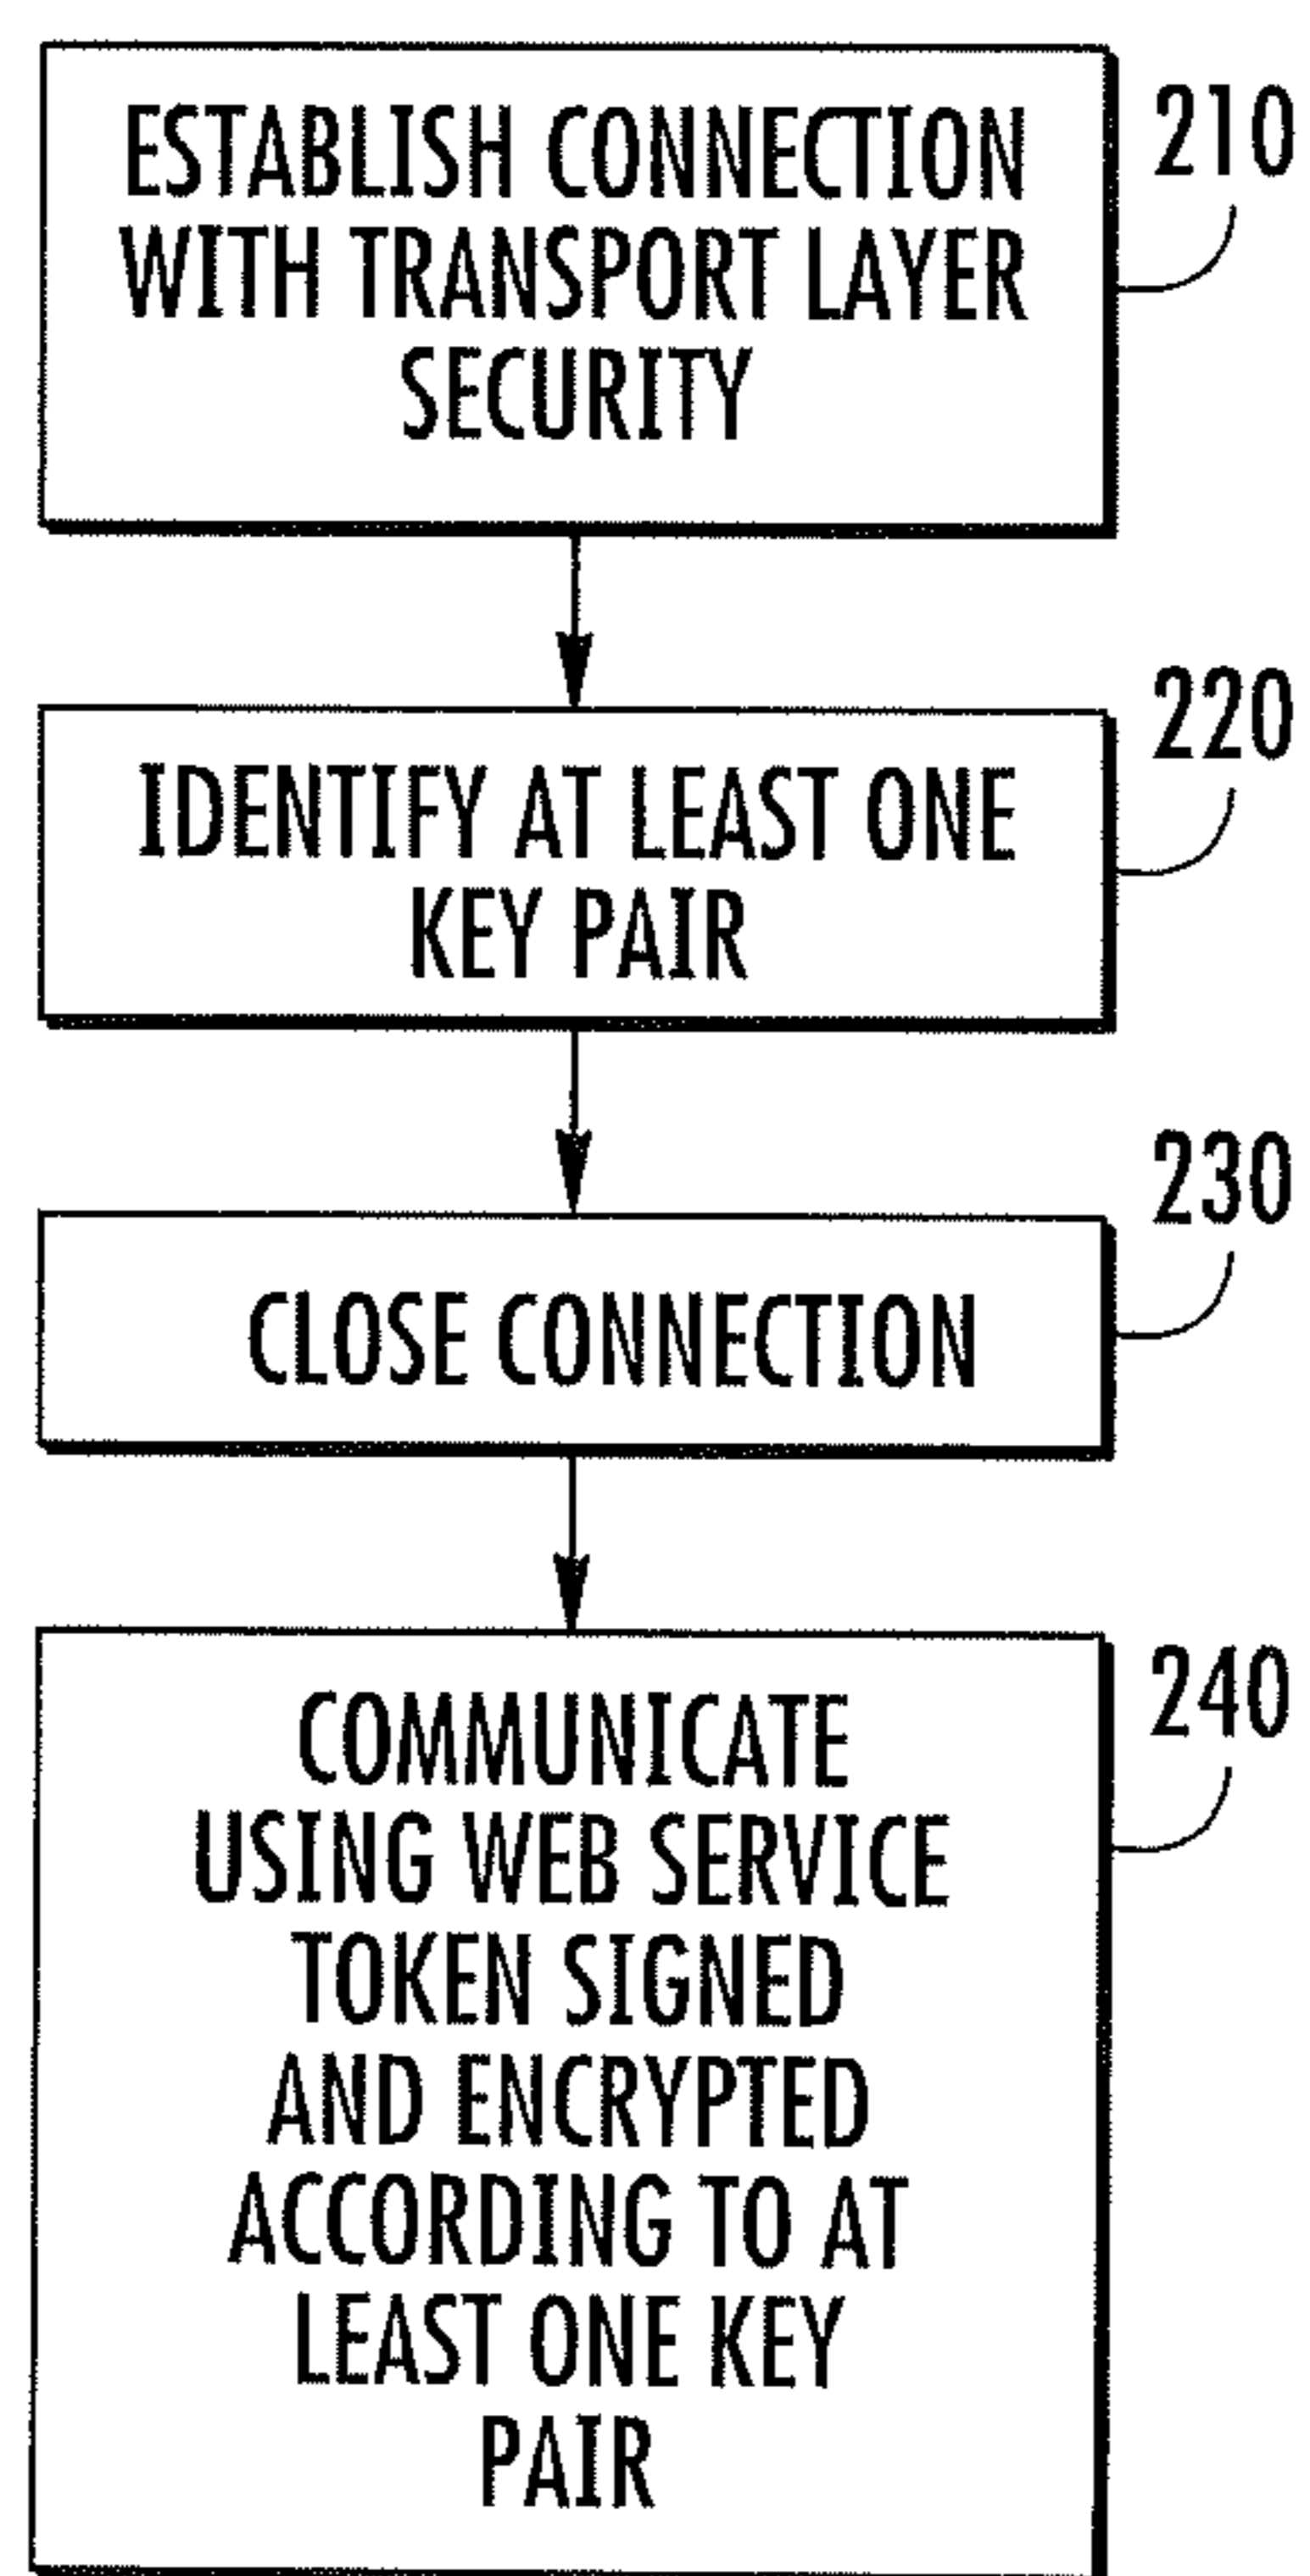 ESTABLISH CONNECTION
WITH TRANSPORT LAYER
SECURITY
210
IDENTIFY AT LEAST ONE
KEY PAIR
220
CLOSE CONNECTION
230
COMMUNICATE
USING WEB SERVICE
TOKEN SIGNED
AND ENCRYPTED
ACCORDING TO AT
LEAST ONE KEY
PAIR
240